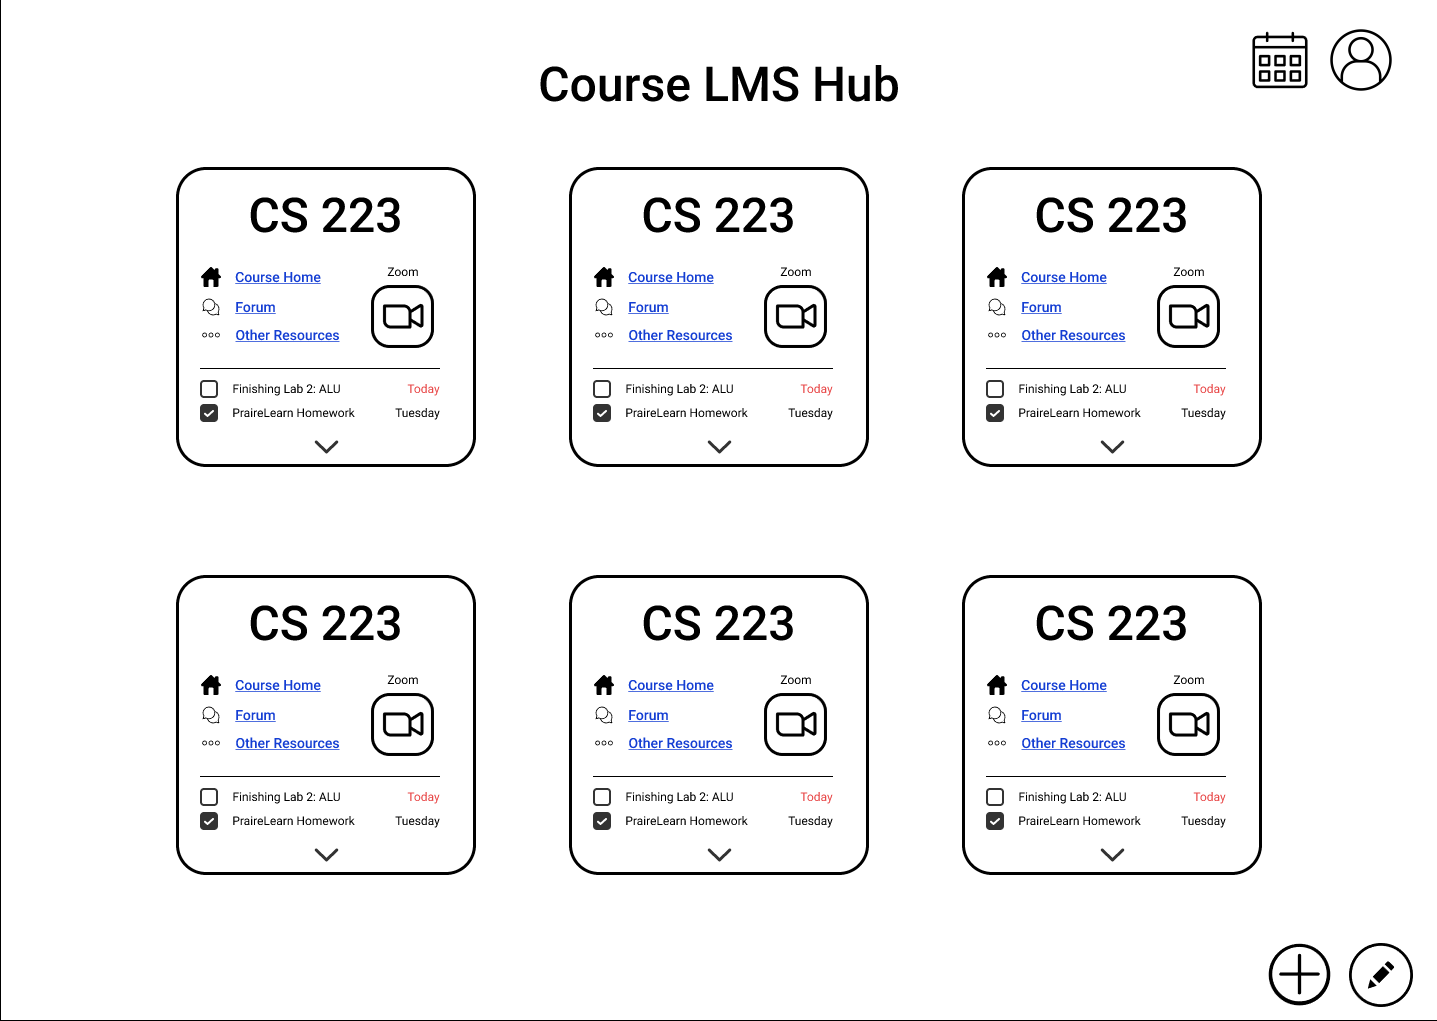 Course LMS Hub
CS 223
Course Home
Zoom
Forum
Other Resources
Finishing Lab 2: ALU Today
PraireLearn Homework Tuesday
CS 223
Course Home
Zoom
Forum
Other Resources
Finishing Lab 2: ALU Today
PraireLearn Homework Tuesday
CS 223
Course Home
Zoom
Forum
Other Resources
Finishing Lab 2: ALU Today
PraireLearn Homework Tuesday
CS 223
Course Home
Zoom
Forum
Other Resources
Finishing Lab 2: ALU Today
PraireLearn Homework Tuesday
CS 223
Course Home
Zoom
Forum
Other Resources
Finishing Lab 2: ALU Today
PraireLearn Homework Tuesday
CS 223
Course Home
Zoom
Forum
Other Resources
Finishing Lab 2: ALU Today
PraireLearn Homework Tuesday